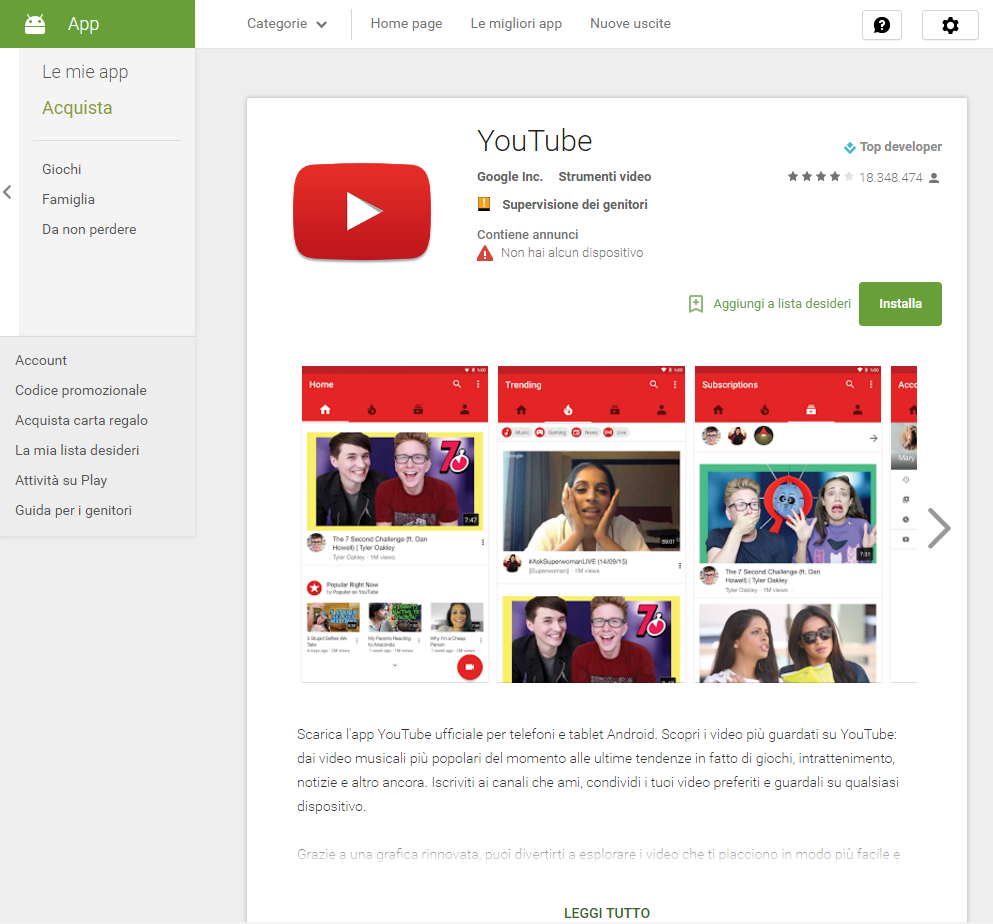 App
Categorie
Home page
Le migliori app
Nuove uscite
Le mie app
Acquista
Giochi
Famiglia
Da non perdere
Account
Codice promozionale
Acquista carta regalo
La mia lista desideri
Attività su Play
Guida per i genitori
YouTube
Top developer
Google Inc. Strumenti video
18.348.474
Supervisione dei genitori
Contiene annunci
Non hai alcun dispositivo
Aggiungi a lista desideri
Installa
Home
7
7:47
The 7 Second Challenge (ft. Dan
Howell) | Tyler Oakley
Tyler Oakley · 1M views
Popular Right Now
by Popular on YouTube
5 Stupid Selfies We
Take
My Parents Reacting
to Anaconda
Why I'm a Cheap
Person
Trending
Music
Gaming
News
Live
59:01
#AskSuperwomanLIVE (14/09/15)
||Superwoman|| · 1M views
7
Subscriptions
7:31
The 7 Second Challenge (ft. Dan
Howell) | Tyler Oakley
Tyler Oakley · 1M views
Acco
Mary
Scarica l'app YouTube ufficiale per telefoni e tablet Android. Scopri i video più guardati su YouTube:
dai video musicali più popolari del momento alle ultime tendenze in fatto di giochi, intrattenimento,
notizie e altro ancora. Iscriviti ai canali che ami, condividi i tuoi video preferiti e guardali su qualsiasi
dispositivo.
Grazie a una grafica rinnovata, puoi divertirti a esplorare i video che ti piacciono in modo più facile e
LEGGI TUTTO